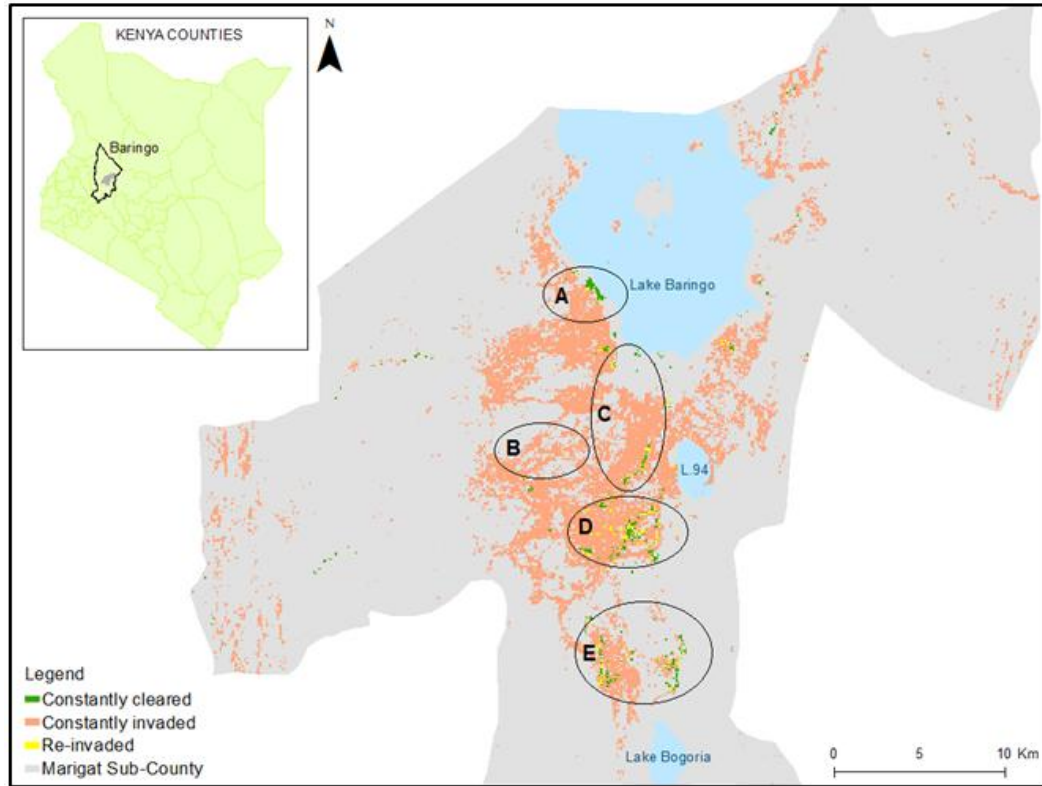 KENYA COUNTIES
Baringo
N
Lake Baringo
A
C
B
L.94
D
E
Lake Bogoria
Legend
Constantly cleared
Constantly invaded
Re-invaded
Marigat Sub-County
0 5 10 Km